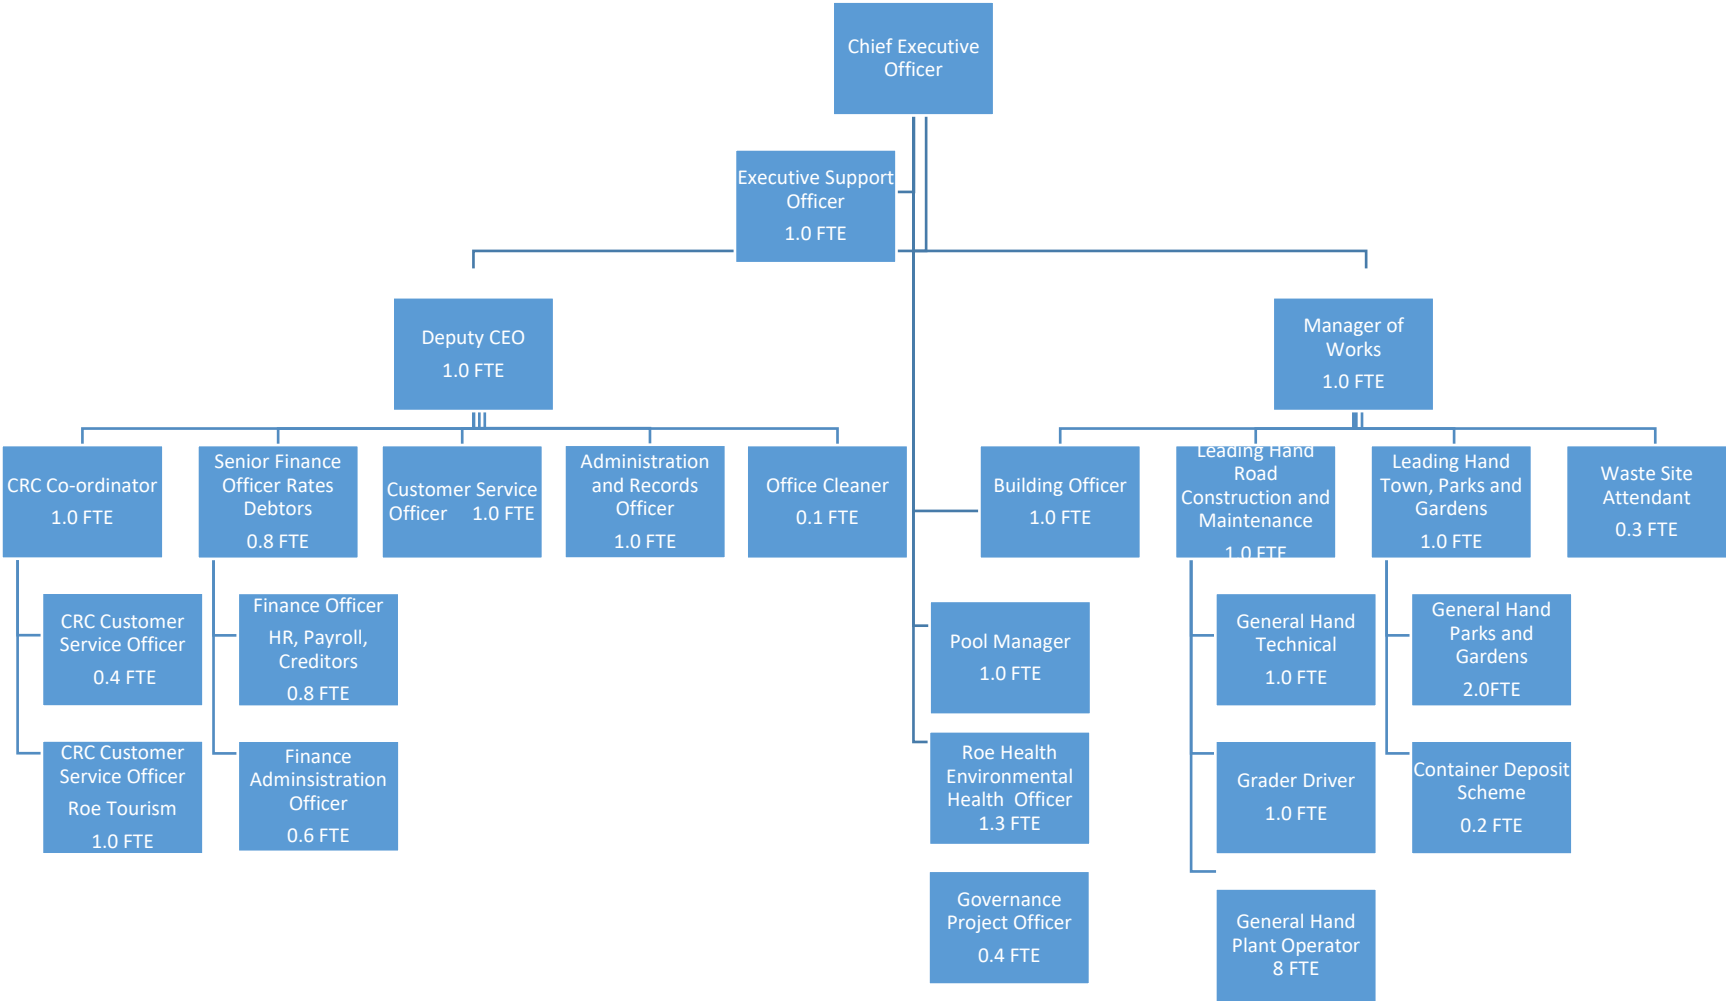 Chief Executive
Officer
Executive Support
Officer
1.0 FTE
Deputy CEO
1.0 FTE
Manager of
Works
1.0 FTE
CRC Co-ordinator
1.0 FTE
Senior Finance
Officer Rates
Debtors
0.8 FTE
Customer Service
Officer 1.0 FTE
Administration
and Records
Officer
1.0 FTE
Office Cleaner
0.1 FTE
Building Officer
1.0 FTE
Leading Hand
Road
Construction and
Maintenance
1.0 FTE
Leading Hand
Town, Parks and
Gardens
1.0 FTE
Waste Site
Attendant
0.3 FTE
CRC Customer
Service Officer
0.4 FTE
Finance Officer
HR, Payroll,
Creditors
0.8 FTE
Pool Manager
1.0 FTE
General Hand
Technical
1.0 FTE
General Hand
Parks and
Gardens
2.0FTE
CRC Customer
Service Officer
Roe Tourism
1.0 FTE
Finance
Adminsistration
Officer
0.6 FTE
Roe Health
Environmental
Health Officer
1.3 FTE
Grader Driver
1.0 FTE
Container Deposit
Scheme
0.2 FTE
Governance
Project Officer
0.4 FTE
General Hand
Plant Operator
8 FTE